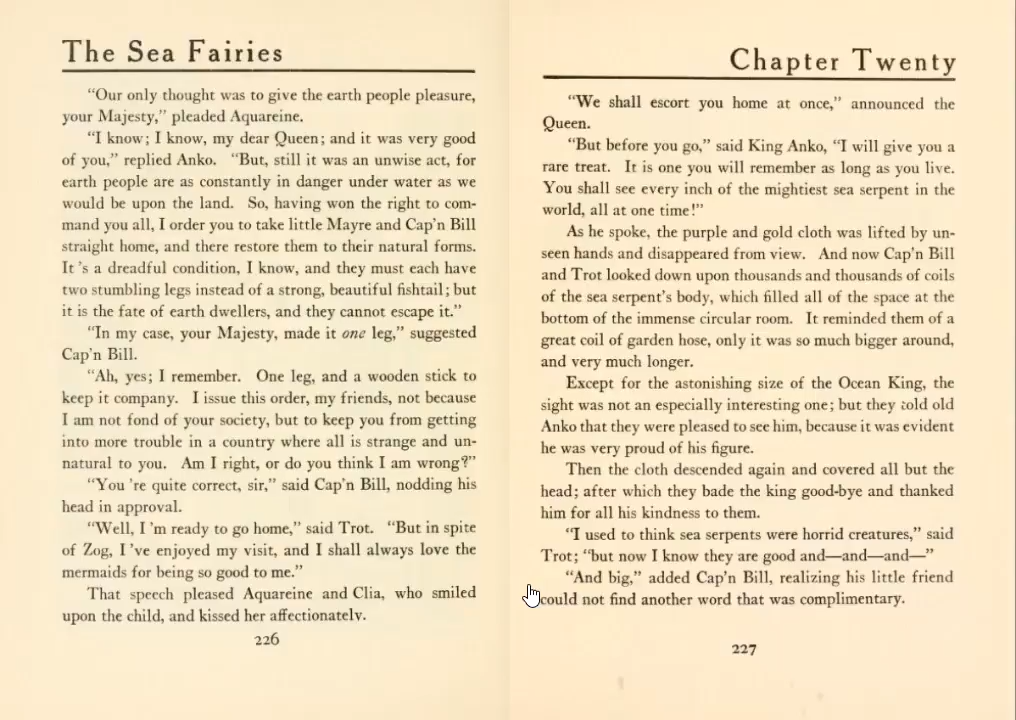 The Sea Fairies
“Our only thought was to give the earth people pleasure,
your Majesty,” pleaded Aquareine.
“I know; I know, my dear Queen; and it was very good
of you,” replied Anko. “But, still it was an unwise act, for
earth people are as constantly in danger under water as we
would be upon the land. So, having won the right to com-
mand you all, I order you to take little Mayre and Cap’n Bill
straight home, and there restore them to their natural forms.
It ’s a dreadful condition, I know, and they must each have
two stumbling legs instead of a strong, beautiful fishtail; but
it is the fate of earth dwellers, and they cannot escape it.”
“In my case, your Majesty, made it one leg,” suggested
Cap’n Bill.
“Ah, yes; I remember. One leg, and a wooden stick to
keep it company. I issue this order, my friends, not because
I am not fond of your society, but to keep you from getting
into more trouble in a country where all is strange and un-
natural to you. Am I right, or do you think I am wrong?”
“You ’re quite correct, sir,” said Cap’n Bill, nodding his
head in approval.
“Well, I ’m ready to go home,” said Trot. “But in spite
of Zog, I ’ve enjoyed my visit, and I shall always love the
mermaids for being so good to me.”
That speech pleased Aquareine and Clia, who smiled
upon the child, and kissed her affectionately.
226
Chapter Twenty
“We shall escort you home at once,” announced the
Queen.
“But before you go,” said King Anko, “I will give you a
rare treat. It is one you will remember as long as you live.
You shall see every inch of the mightiest sea serpent in the
world, all at one time!”
As he spoke, the purple and gold cloth was lifted by un-
seen hands and disappeared from view. And now Cap’n Bill
and Trot looked down upon thousands and thousands of coils
of the sea serpent’s body, which filled all of the space at the
bottom of the immense circular room. It reminded them of a
great coil of garden hose, only it was so much bigger around,
and very much longer.
Except for the astonishing size of the Ocean King, the
sight was not an especially interesting one; but they told old
Anko that they were pleased to see him, because it was evident
he was very proud of his figure.
Then the cloth descended again and covered all but the
head; after which they bade the king good-bye and thanked
him for all his kindness to them.
“I used to think sea serpents were horrid creatures,” said
Trot; “but now I know they are good and—and—and—”
“And big,” added Cap’n Bill, realizing his little friend
could not find another word that was complimentary.
227